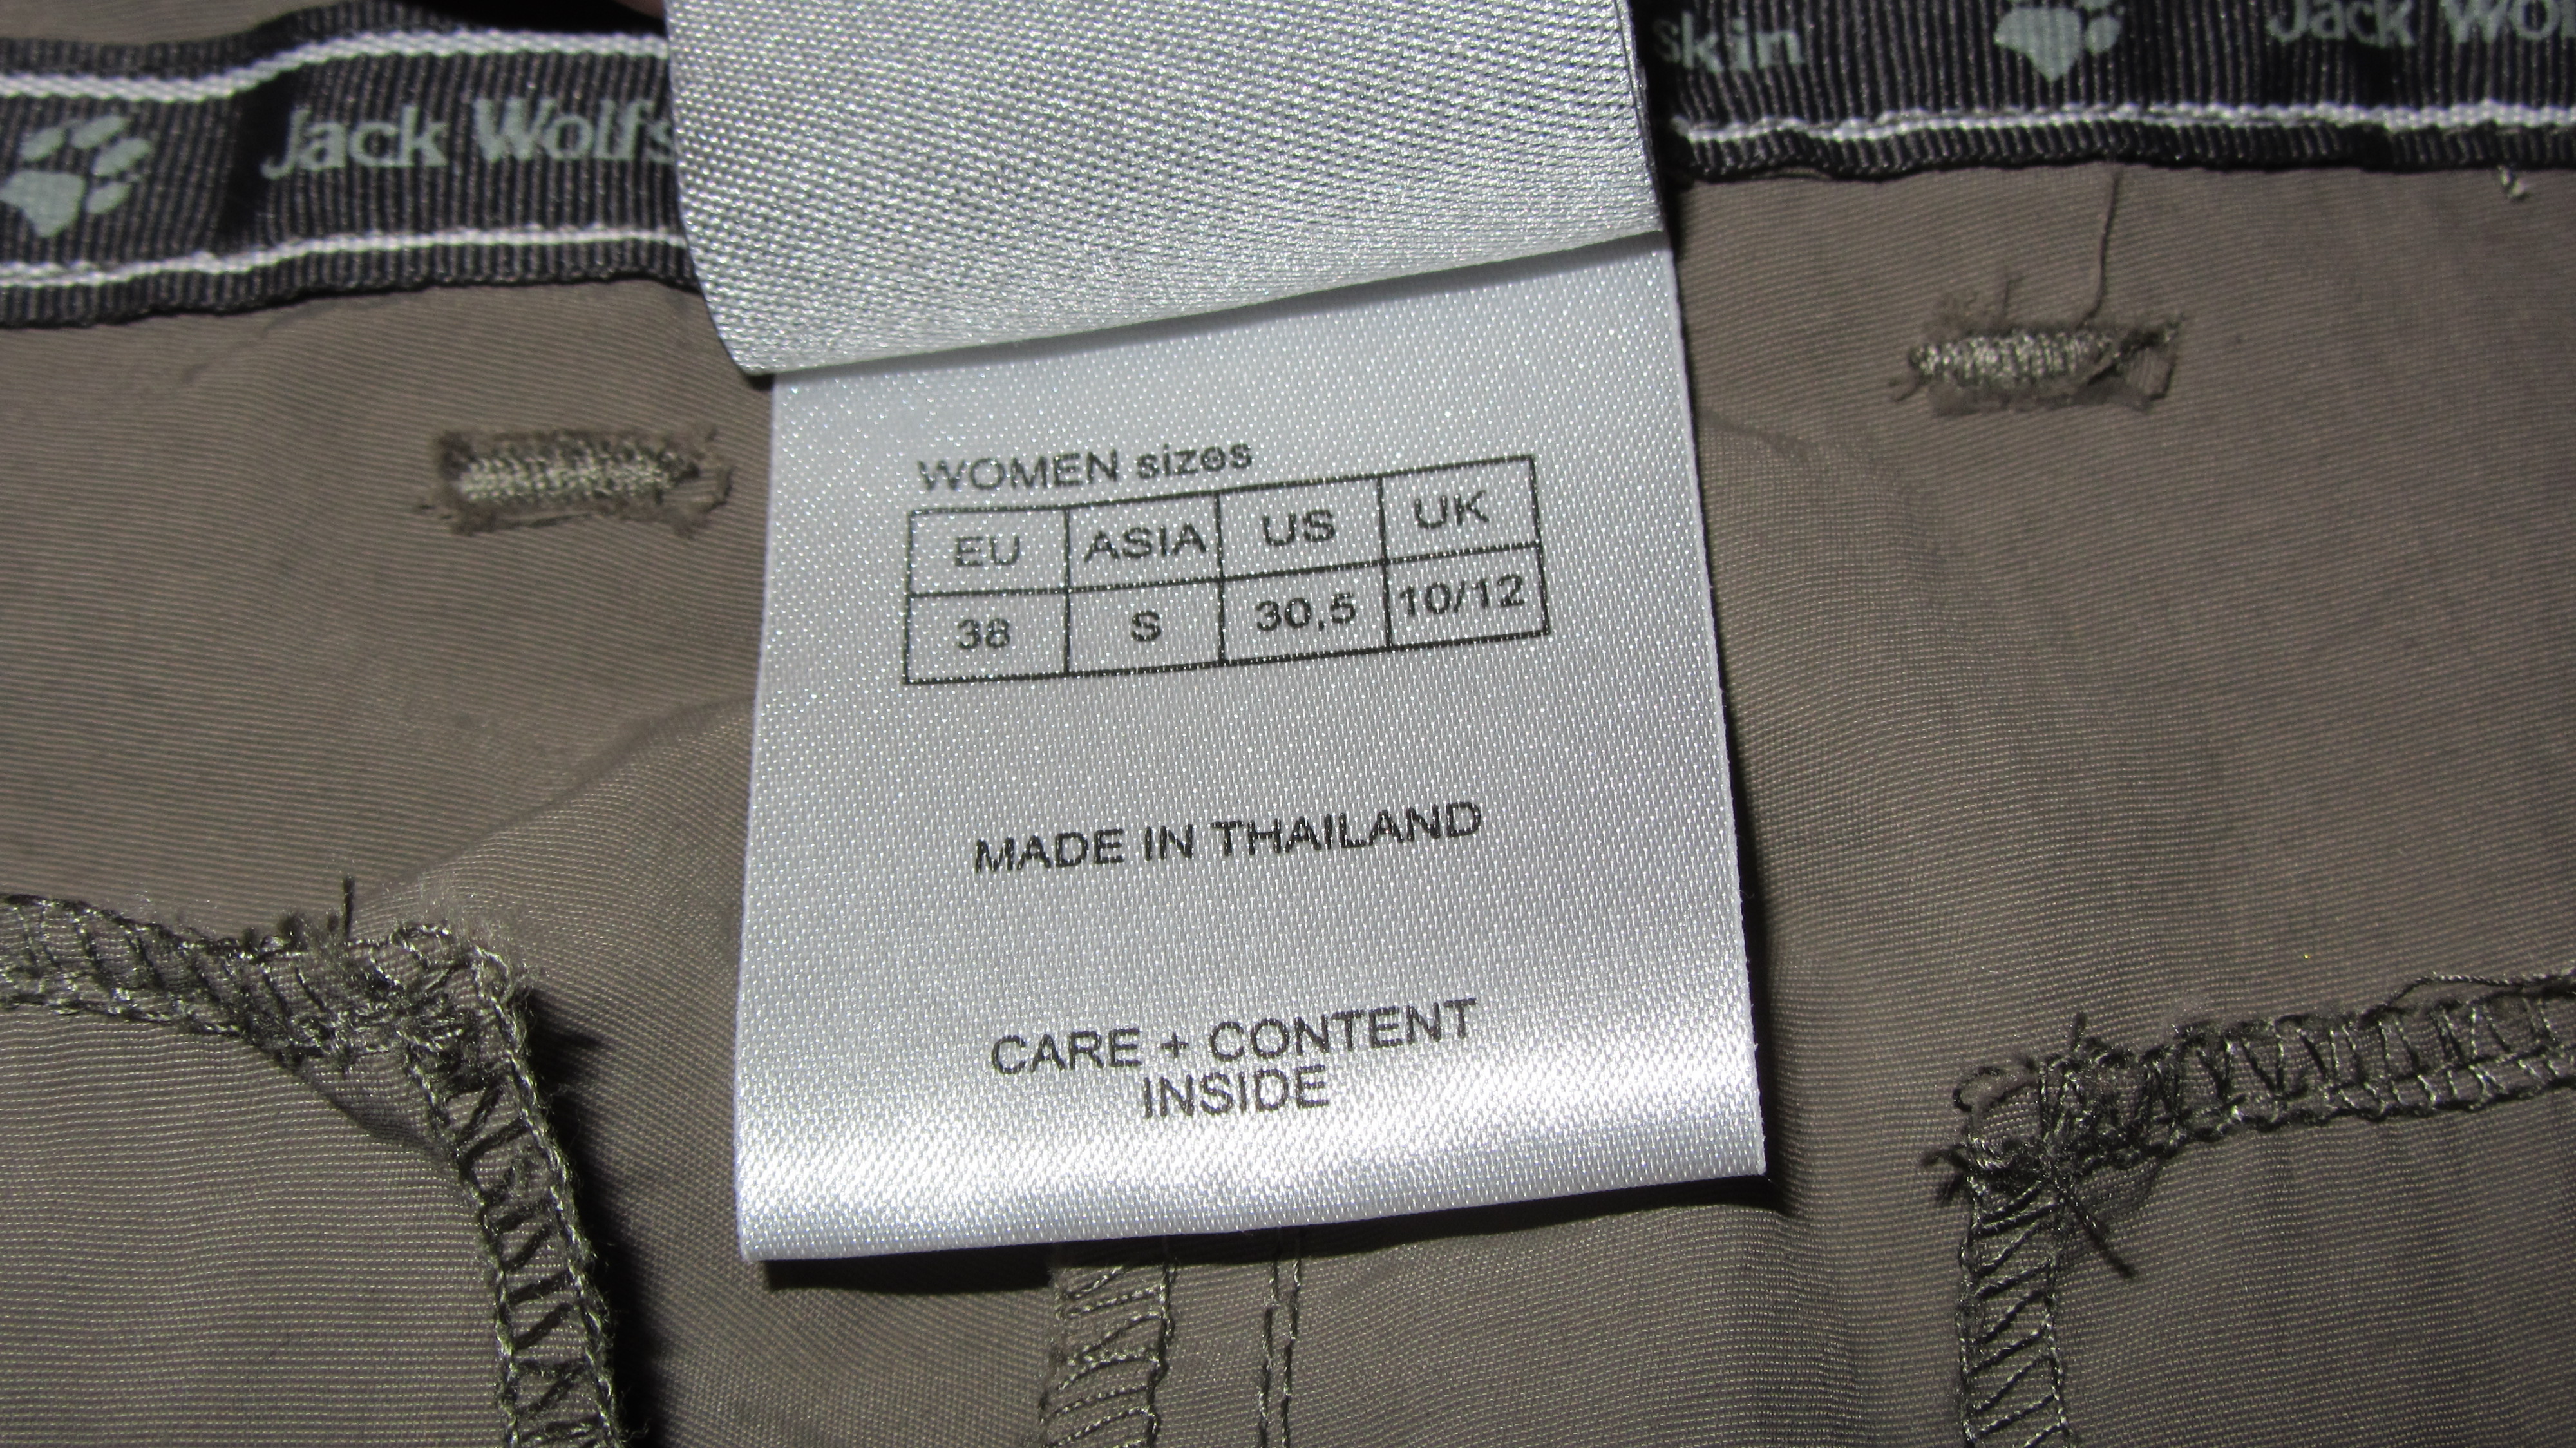 Jack Wolfs
skin
Jack Wo
WOMEN sizes
EU ASIA US UK
38 S 30,5 10/12
MADE IN THAILAND
CARE + CONTENT
INSIDE